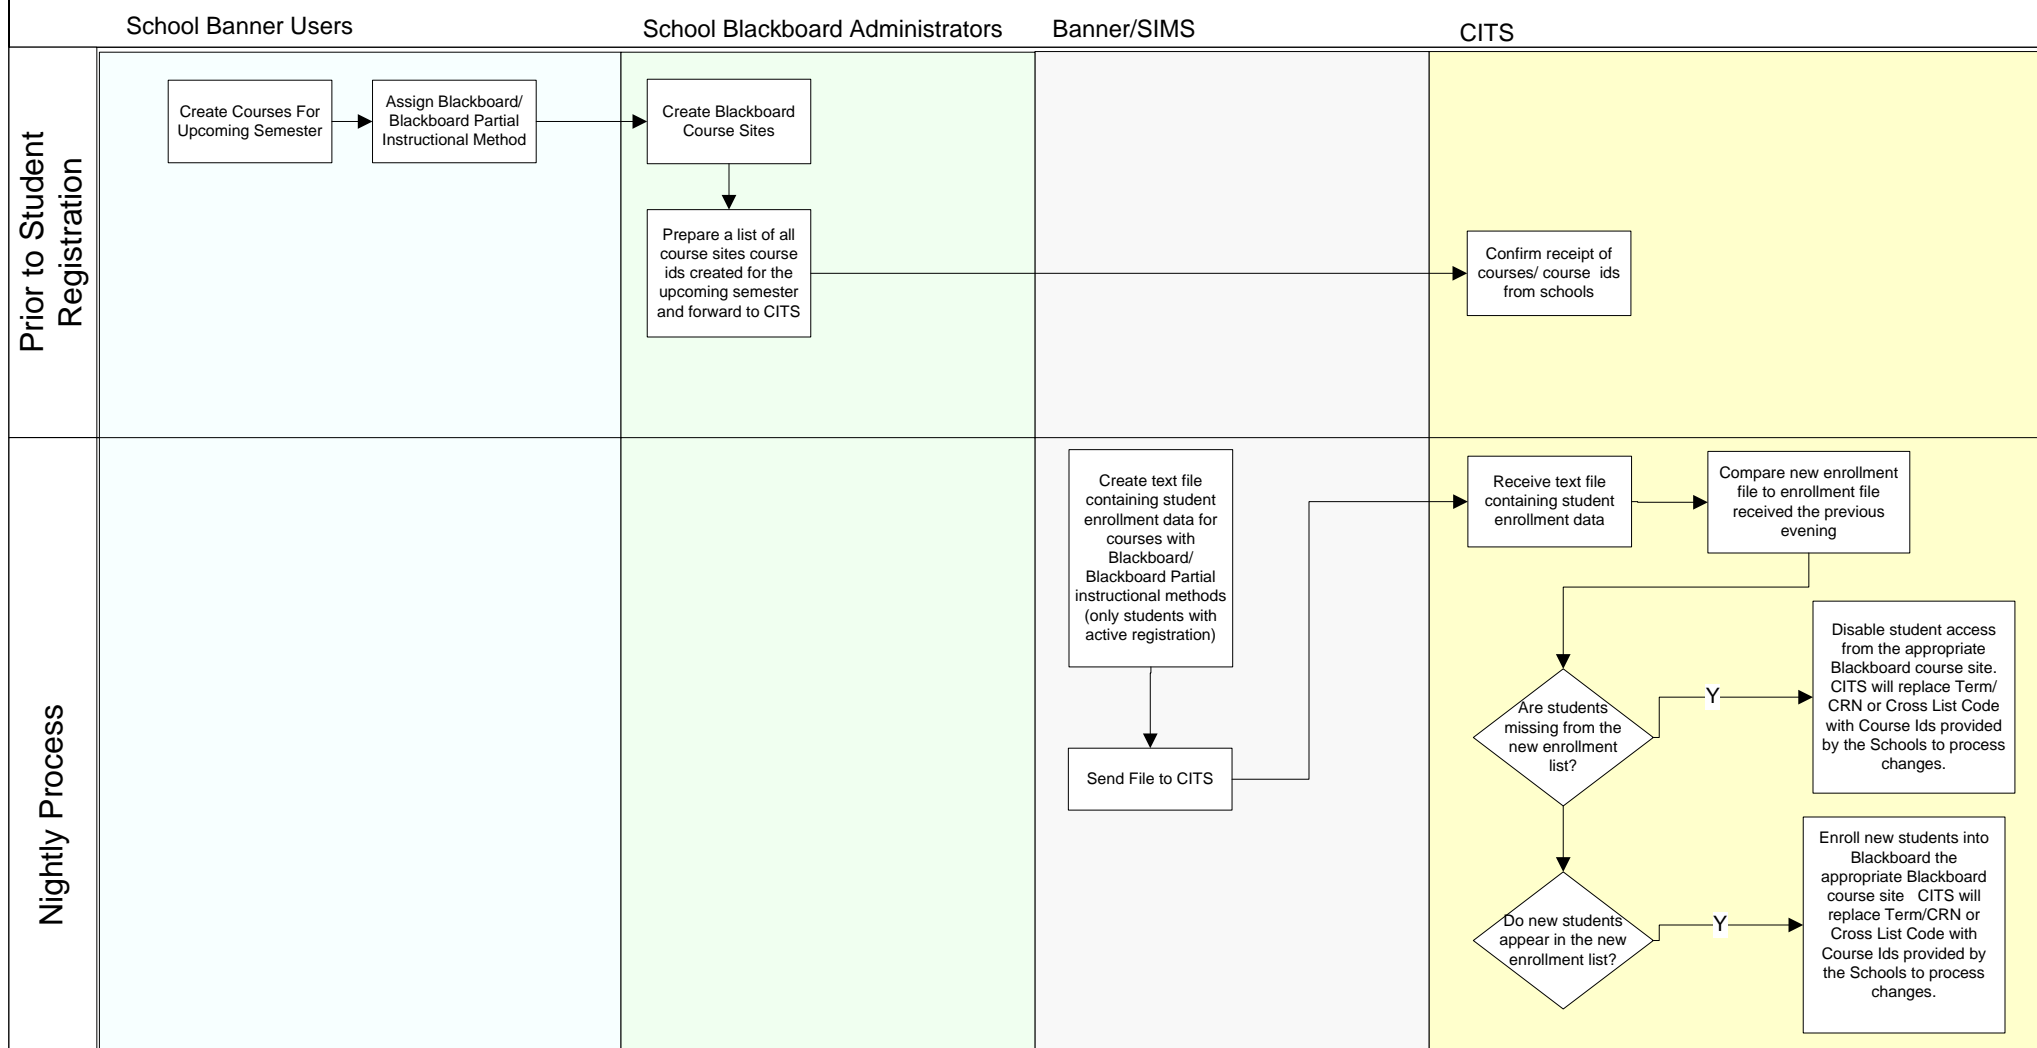 School Banner Users
School Blackboard Administrators
Banner/SIMS
CITS
Prior to Student
Registration
Create Courses For
Upcoming Semester
Assign Blackboard/
Blackboard Partial
Instructional Method
Create Blackboard
Course Sites
Prepare a list of all
course sites course
ids created for the
upcoming semester
and forward to CITS
Confirm receipt of
courses/ course  ids
from schools
Nightly Process
Create text file
containing student
enrollment data for
courses with
Blackboard/
Blackboard Partial
instructional methods
(only students with
active registration)
Send File to CITS
Receive text file
containing student
enrollment data
Compare new enrollment
file to enrollment file
received the previous
evening
Are students
missing from the
new enrollment
list?
Y
Disable student access
from the appropriate
Blackboard course site.
CITS will replace Term/
CRN or Cross List Code
with Course Ids provided
by the Schools to process
changes.
Do new students
appear in the new
enrollment list?
Y
Enroll new students into
Blackboard the
appropriate Blackboard
course site   CITS will
replace Term/CRN or
Cross List Code with
Course Ids provided by
the Schools to process
changes.